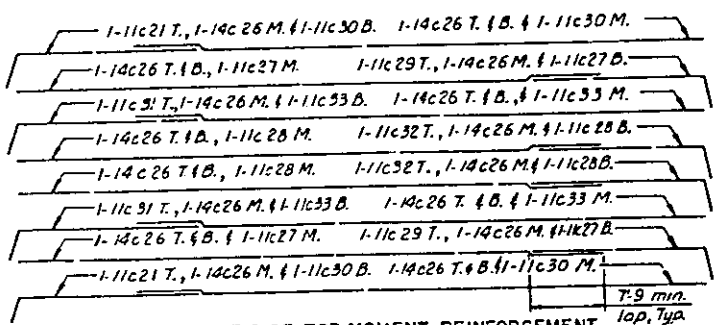 1-11c21 T., 1-14c26 M. & 1-11c30 B. 1-14c26 T. & B. & 1-11c30 M.
1-14c26 T. & B., 1-11c27 M. 1-11c29 T., 1-14c26 M. & 1-11c27 B.
1-11c31 T., 1-14c26 M. & 1-11c33 B. 1-14c26 T. & B., & 1-11c33 M.
1-14c26 T. & B., 1-11c28 M. 1-11c32 T., 1-14c26 M. & 1-11c28 B.
1-14c26 T & B., 1-11c28 M. 1-11c32 T., 1-14c26 M. & 1-11c28 B.
1-11c31 T., 1-14c26 M. & 1-11c33 B. 1-14c26 T. & B. & 1-11c33 M.
1-14c26 T. & B. & 1-11c27 M. 1-11c29 T., 1-14c26 M. & 1-11c27 B.
1-11c21 T., 1-14c26 M. & 1-11c30 B. 1-14c26 T. & B. & 1-11c30 M.
7'-9 min.
lap, Typ.
OF TOP MOMENT REINFORCEMENT